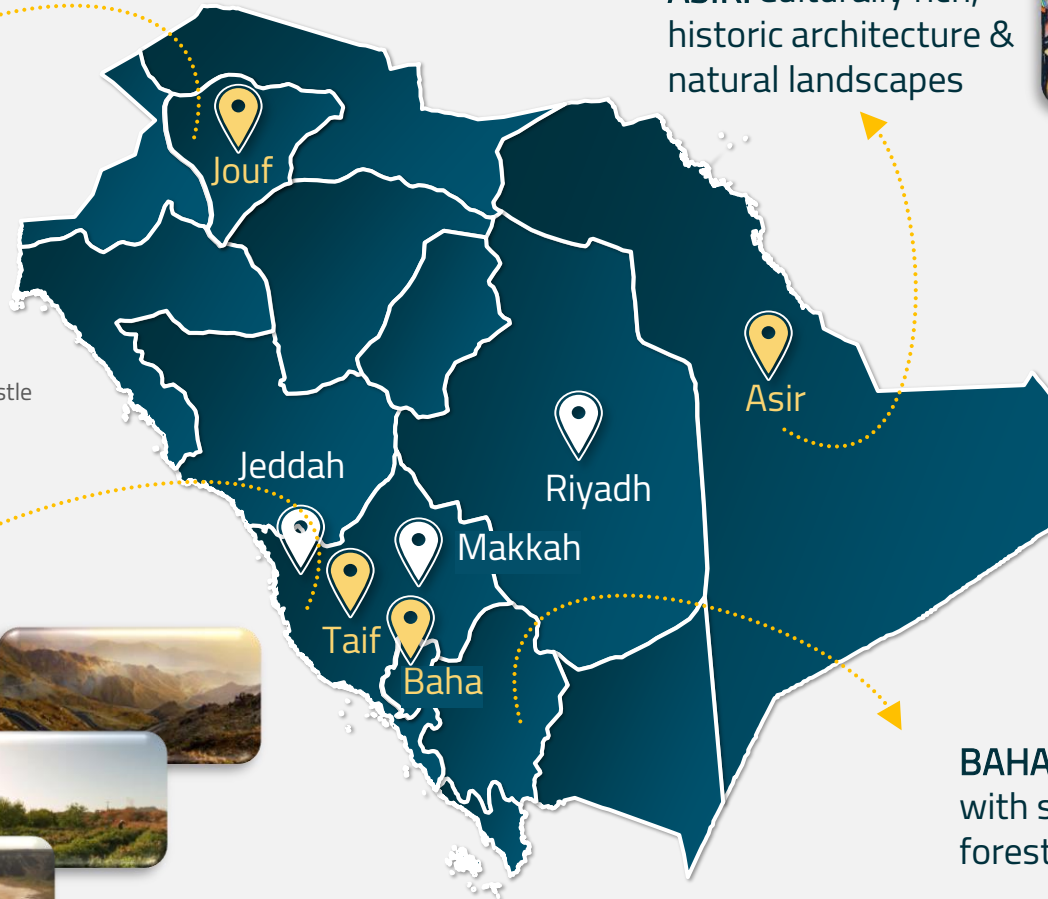 historic architecture &
natural landscapes
Jouf
Asir
stle
Jeddah
Riyadh
Makkah
Taif
Baha
BAHA
with s
forest